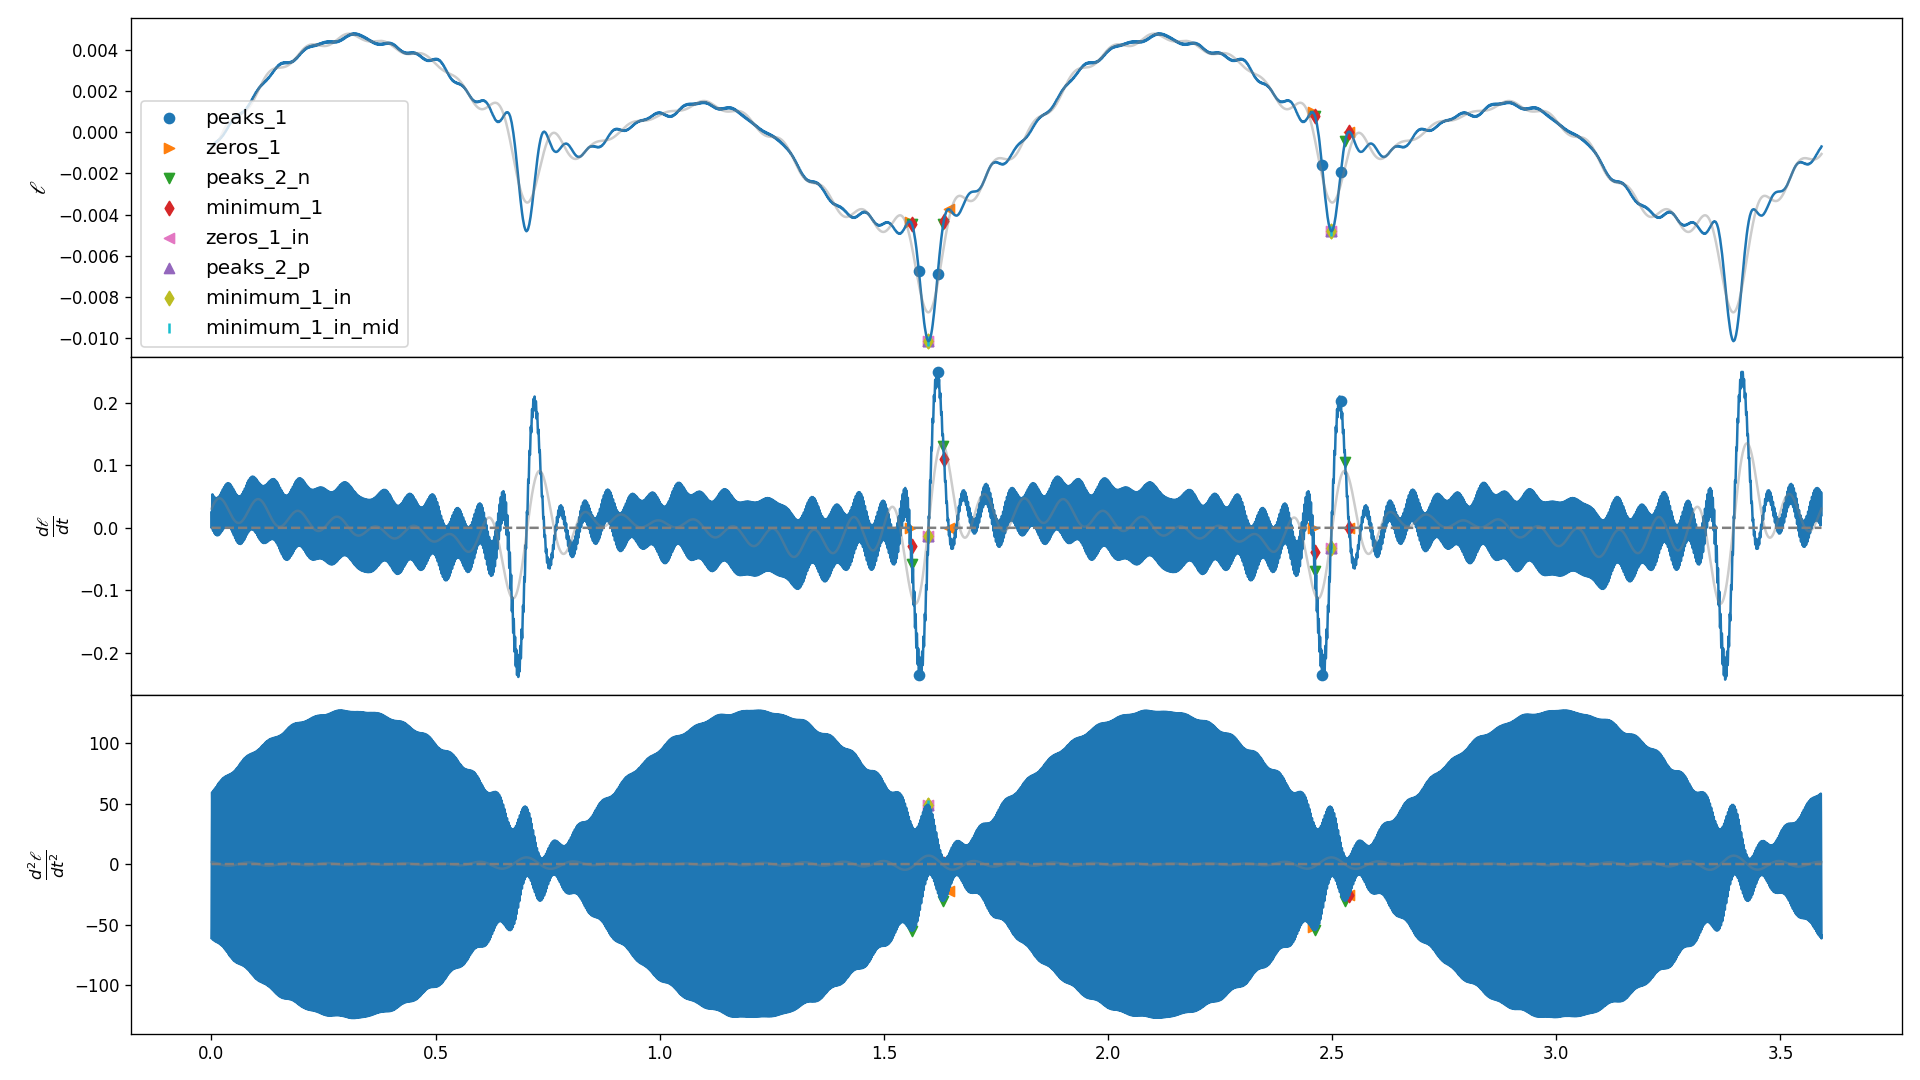 0.004
0.002
0.000
−0.002
−0.004
−0.006
−0.008
−0.010
ℓ
peaks_1
zeros_1
peaks_2_n
minimum_1
zeros_1_in
peaks_2_p
minimum_1_in
minimum_1_in_mid
0.2
0.1
0.0
−0.1
−0.2
dℓ
dt
100
50
0
−50
−100
d²ℓ
dt²
0.0 0.5 1.0 1.5 2.0 2.5 3.0 3.5